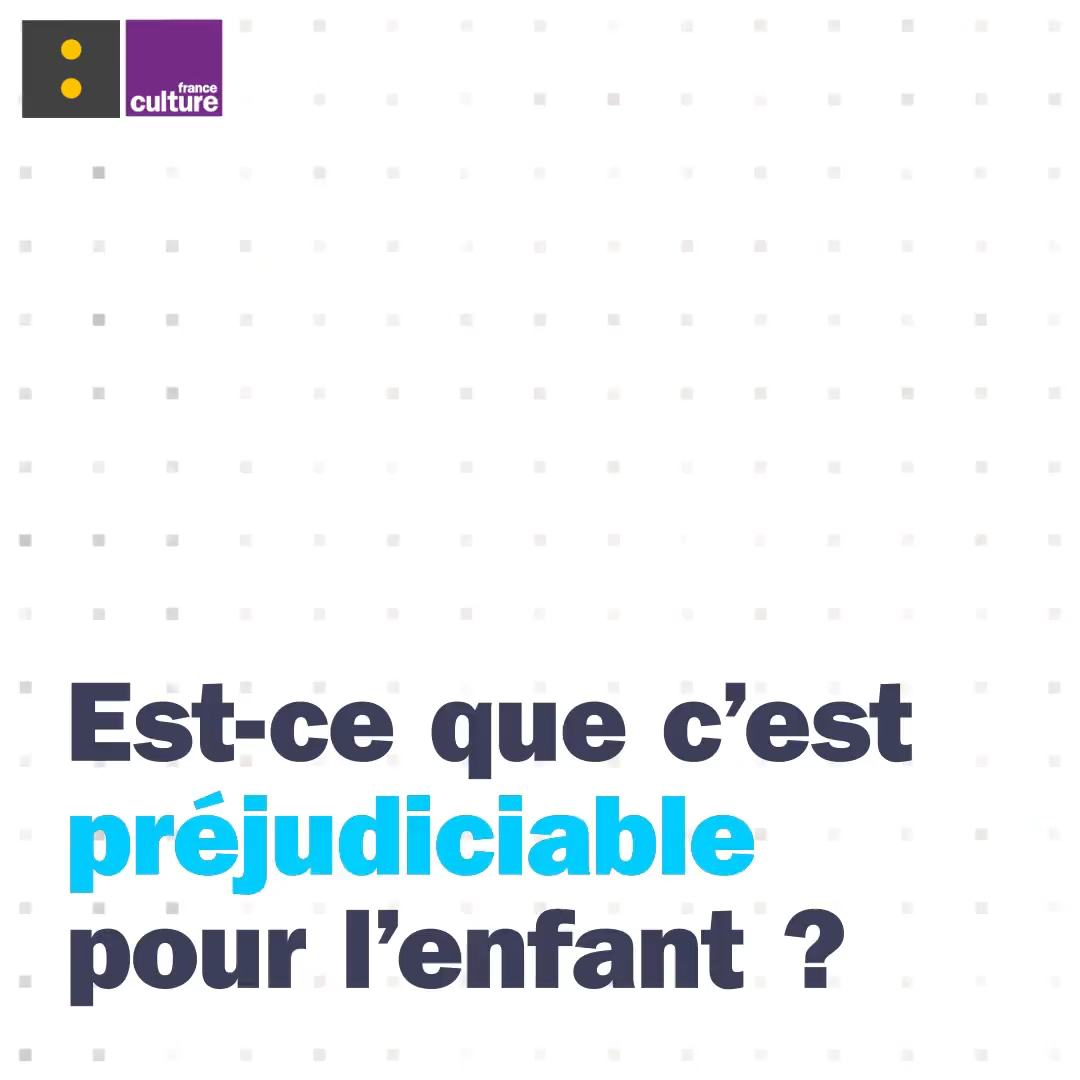 france
culture
Est-ce que c’est
préjudiciable
pour l’enfant ?